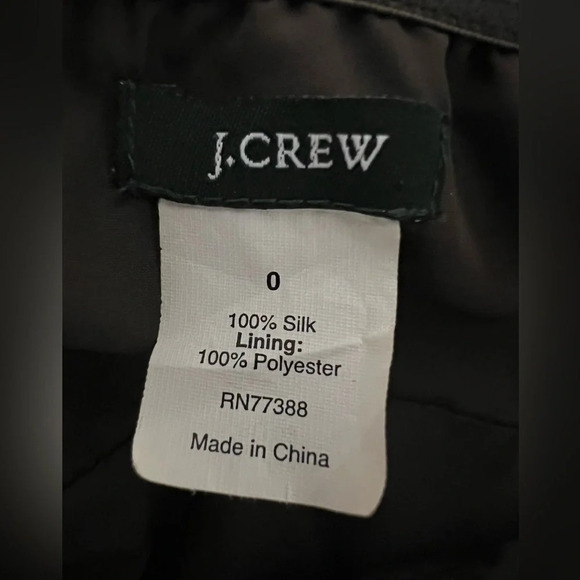 J.CREW
0
100% Silk
Lining:
100% Polyester
RN77388
Made in China